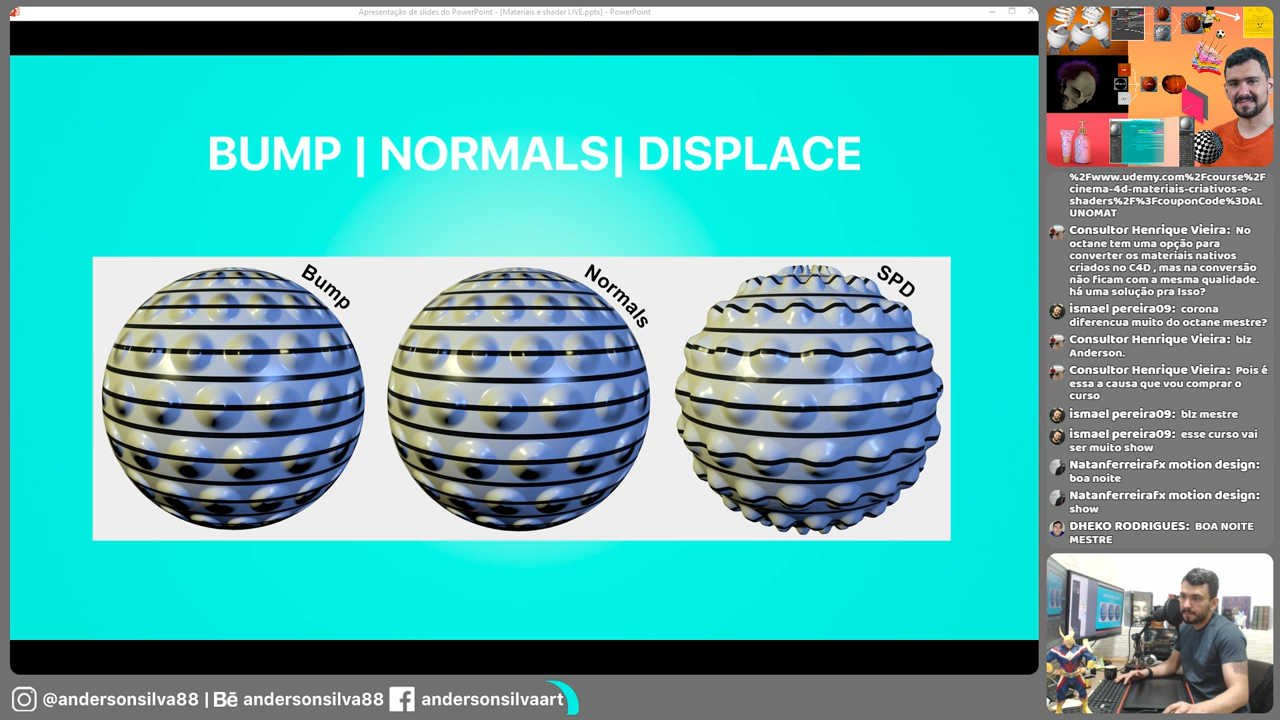 Apresentação de slides do PowerPoint - [Materiais e shader LIVE.pptx] - PowerPoint
BUMP | NORMALS| DISPLACE
Bump
Normals
SPD
%2Fwww.udemy.com%2Fcourse%2F
cinema-4d-materiais-criativos-e-
shaders%2F%3FcouponCode%3DAL
UNOMAT
Consultor Henrique Vieira: No
octane tem uma opção para
converter os materiais nativos
criados no C4D , mas na conversão
não ficam com a mesma qualidade.
há uma solução pra Isso?
ismael pereira09: corona
diferencua muito do octane mestre?
Consultor Henrique Vieira: blz
Anderson.
Consultor Henrique Vieira: Pois é
essa a causa que vou comprar o
curso
ismael pereira09: blz mestre
ismael pereira09: esse curso vai
ser muito show
Natanferreirafx motion design:
boa noite
Natanferreirafx motion design:
show
DHEKO RODRIGUES: BOA NOITE
MESTRE
@andersonsilva88 | Bē andersonsilva88 f andersonsilvaart